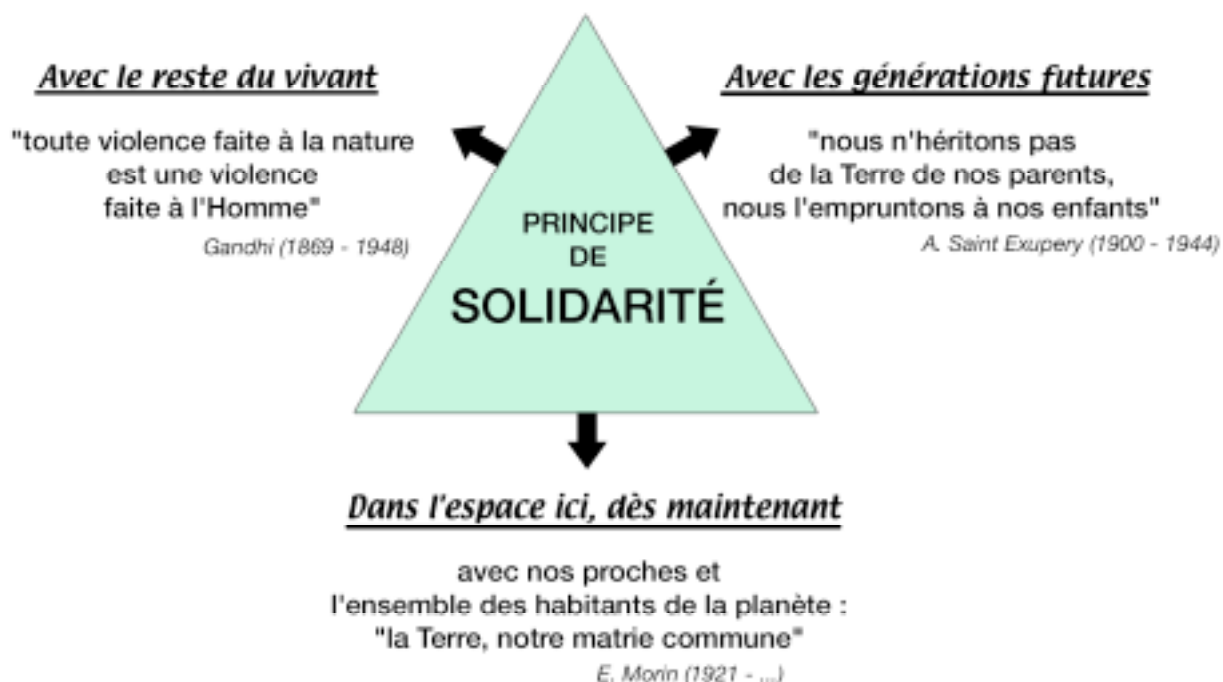 Avec le reste du vivant
"toute violence faite à la nature
est une violence
faite à l'Homme"
Gandhi (1869 - 1948)
Avec les générations futures
"nous n'héritons pas
de la Terre de nos parents,
nous l'empruntons à nos enfants"
A. Saint Exupery (1900 - 1944)
PRINCIPE
DE
SOLIDARITÉ
Dans l'espace ici, dès maintenant
avec nos proches et
l'ensemble des habitants de la planète :
"la Terre, notre matrie commune"
E. Morin (1921 - ...)